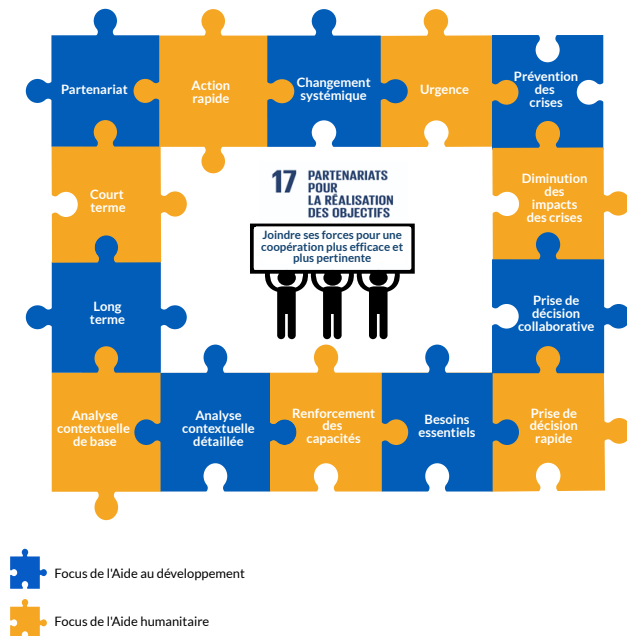 Partenariat
Action
rapide
Changement
systémique
Urgence
Prévention
des
crises
Court
terme
17 PARTENARIATS
POUR
LA RÉALISATION
DES OBJECTIFS
Joindre ses forces pour une
coopération plus efficace et
plus pertinente
Diminution
des
impacts
des crises
Long
terme
Prise de
décision
collaborative
Analyse
contextuelle
de base
Analyse
contextuelle
détaillée
Renforcement
des
capacités
Besoins
essentiels
Prise de
décision
rapide
Focus de l'Aide au développement
Focus de l'Aide humanitaire